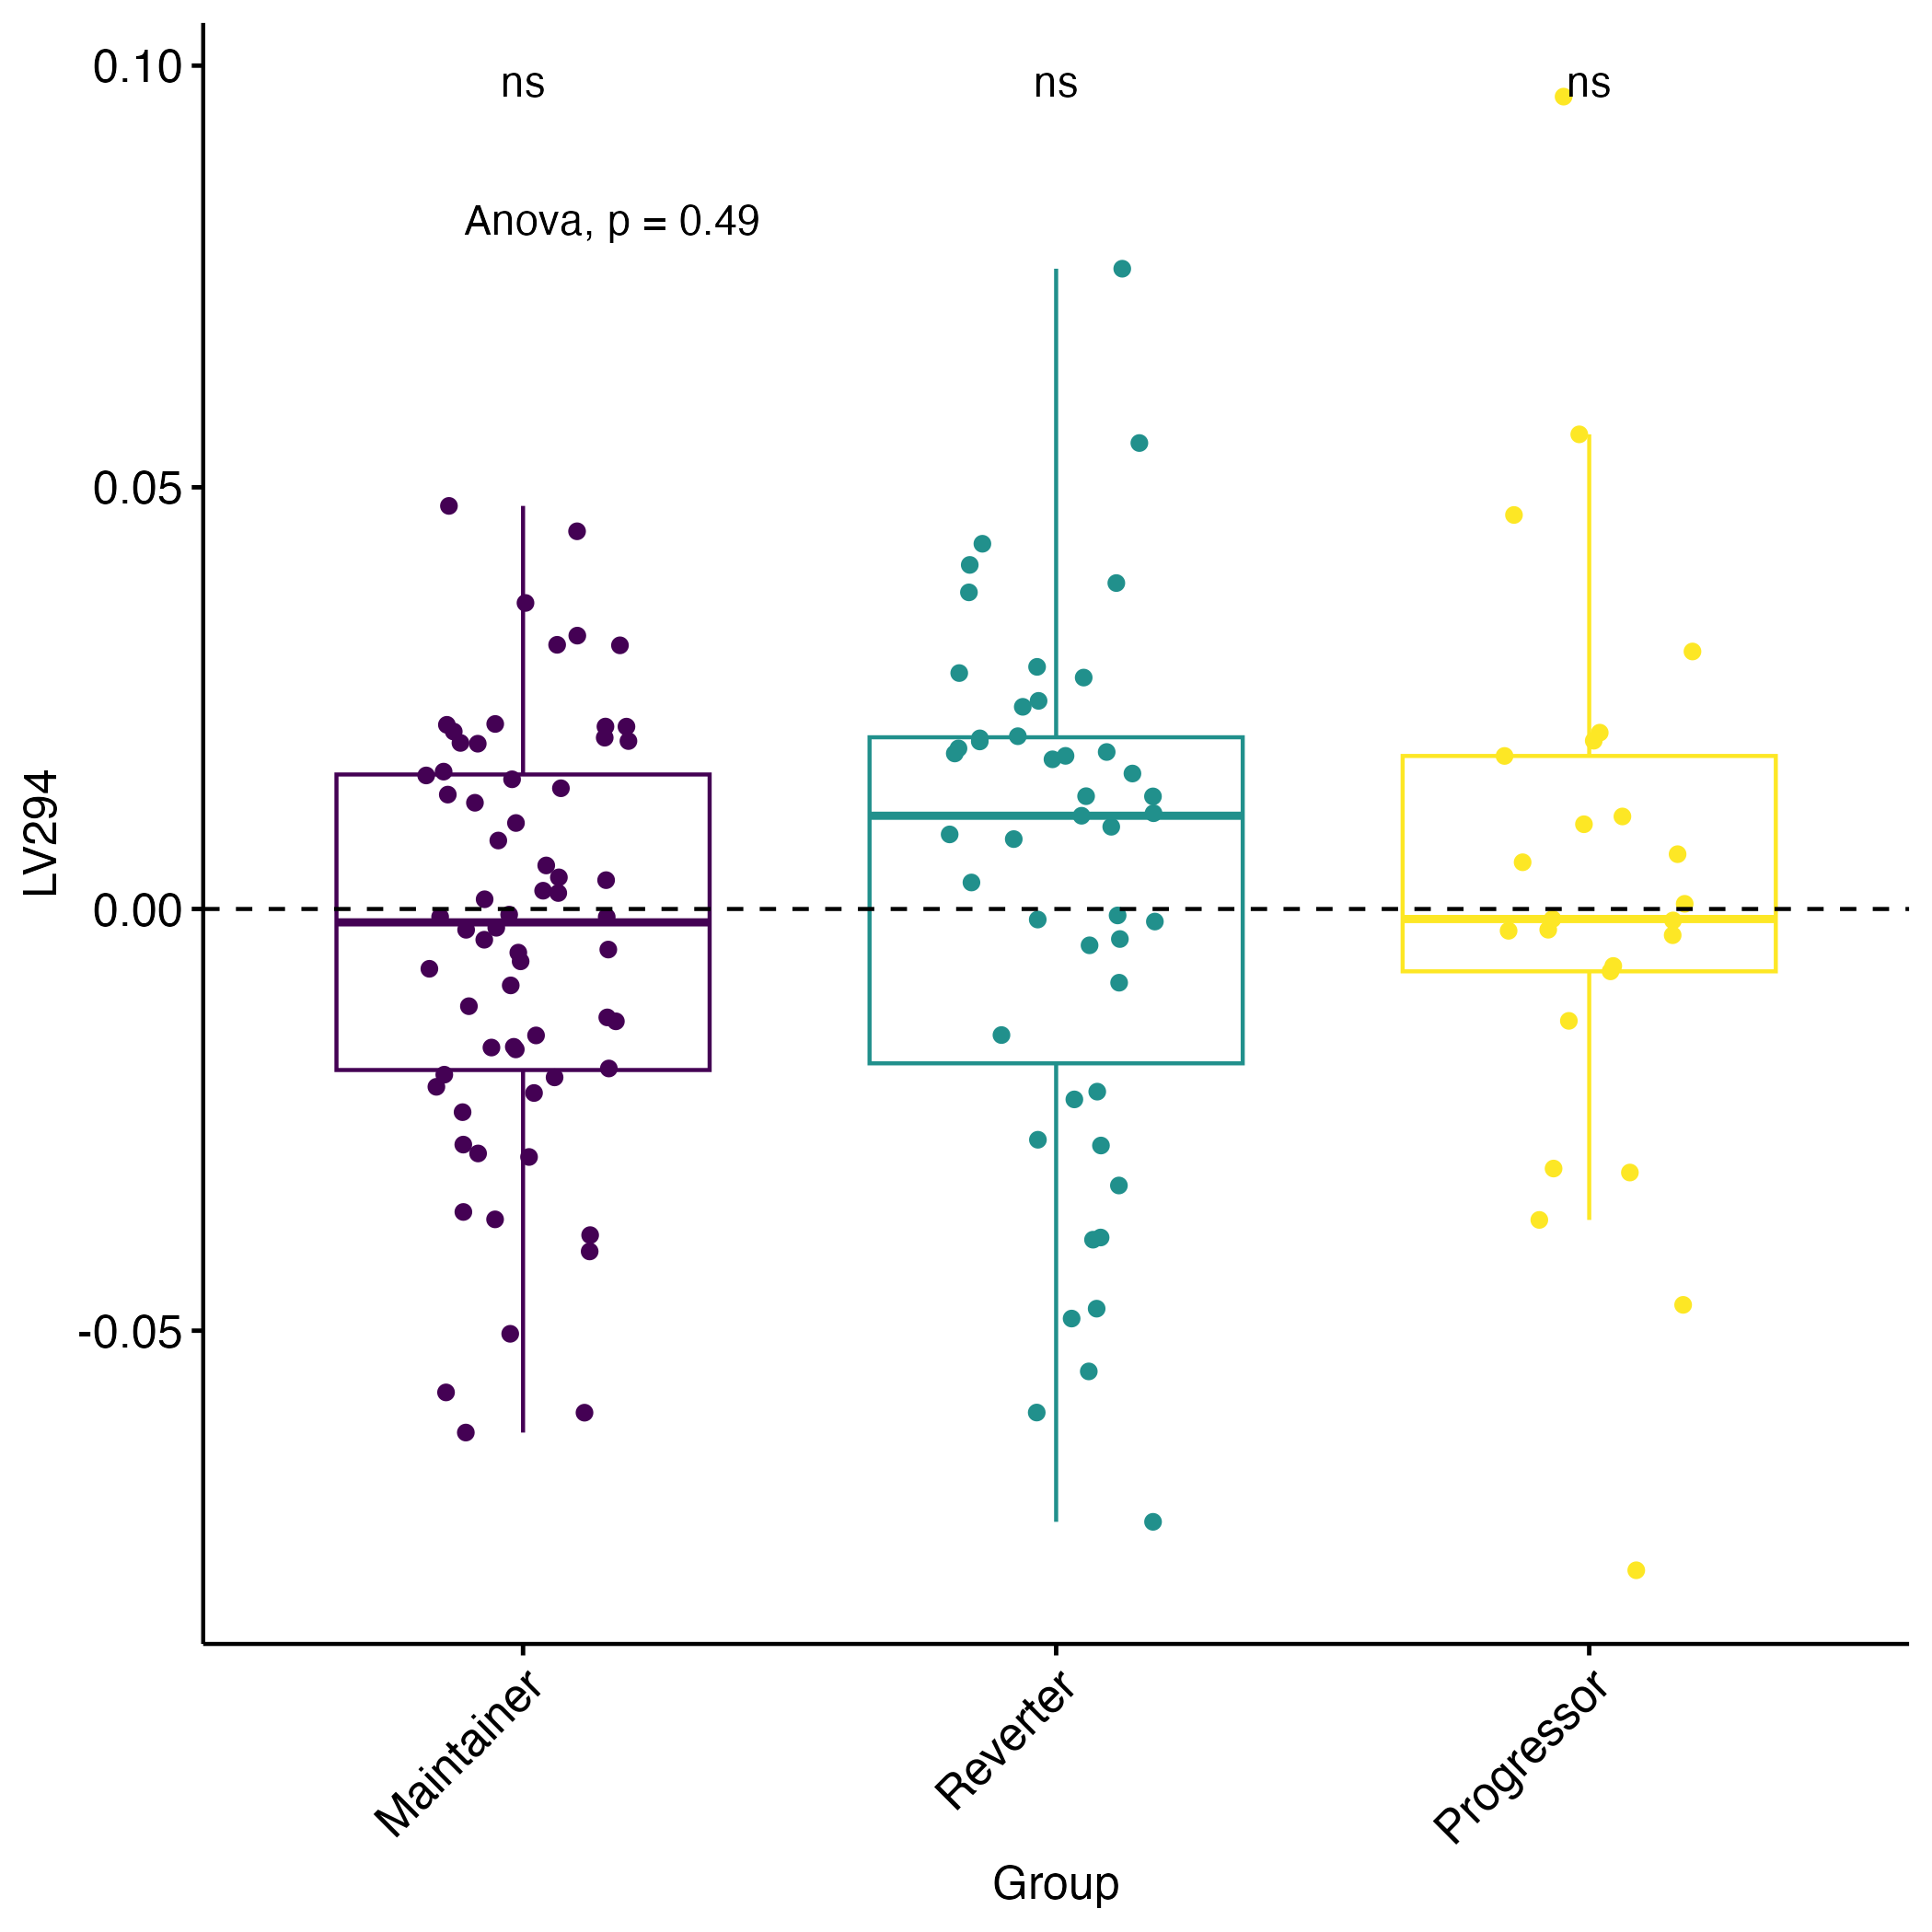 0.10
ns
ns
ns
Anova, p = 0.49
0.05
LV294
0.00
-0.05
Maintainer
Reverter
Progressor
Group